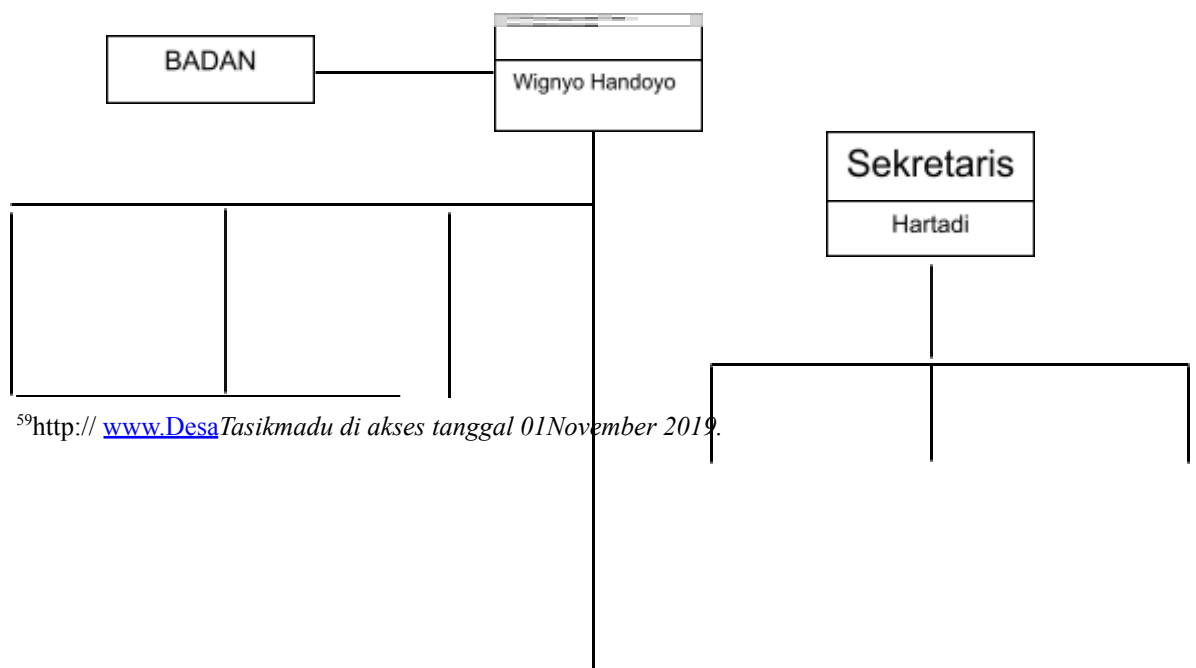 BADAN
Wignyo Handoyo
Sekretaris
Hartadi
59http:// www.DesaTasikmadu di akses tanggal 01November 2019.